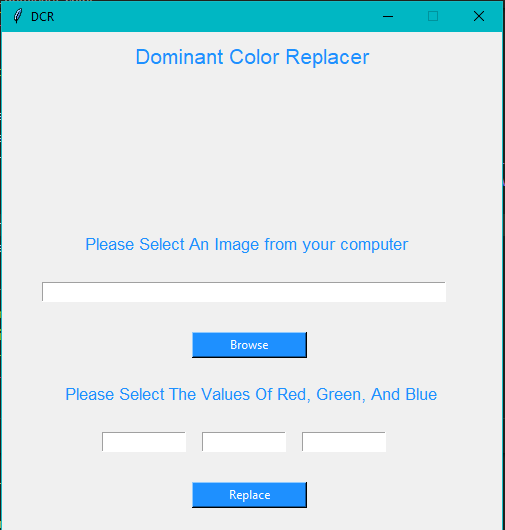 DCR
Dominant Color Replacer
Please Select An Image from your computer
Browse
Please Select The Values Of Red, Green, And Blue
Replace